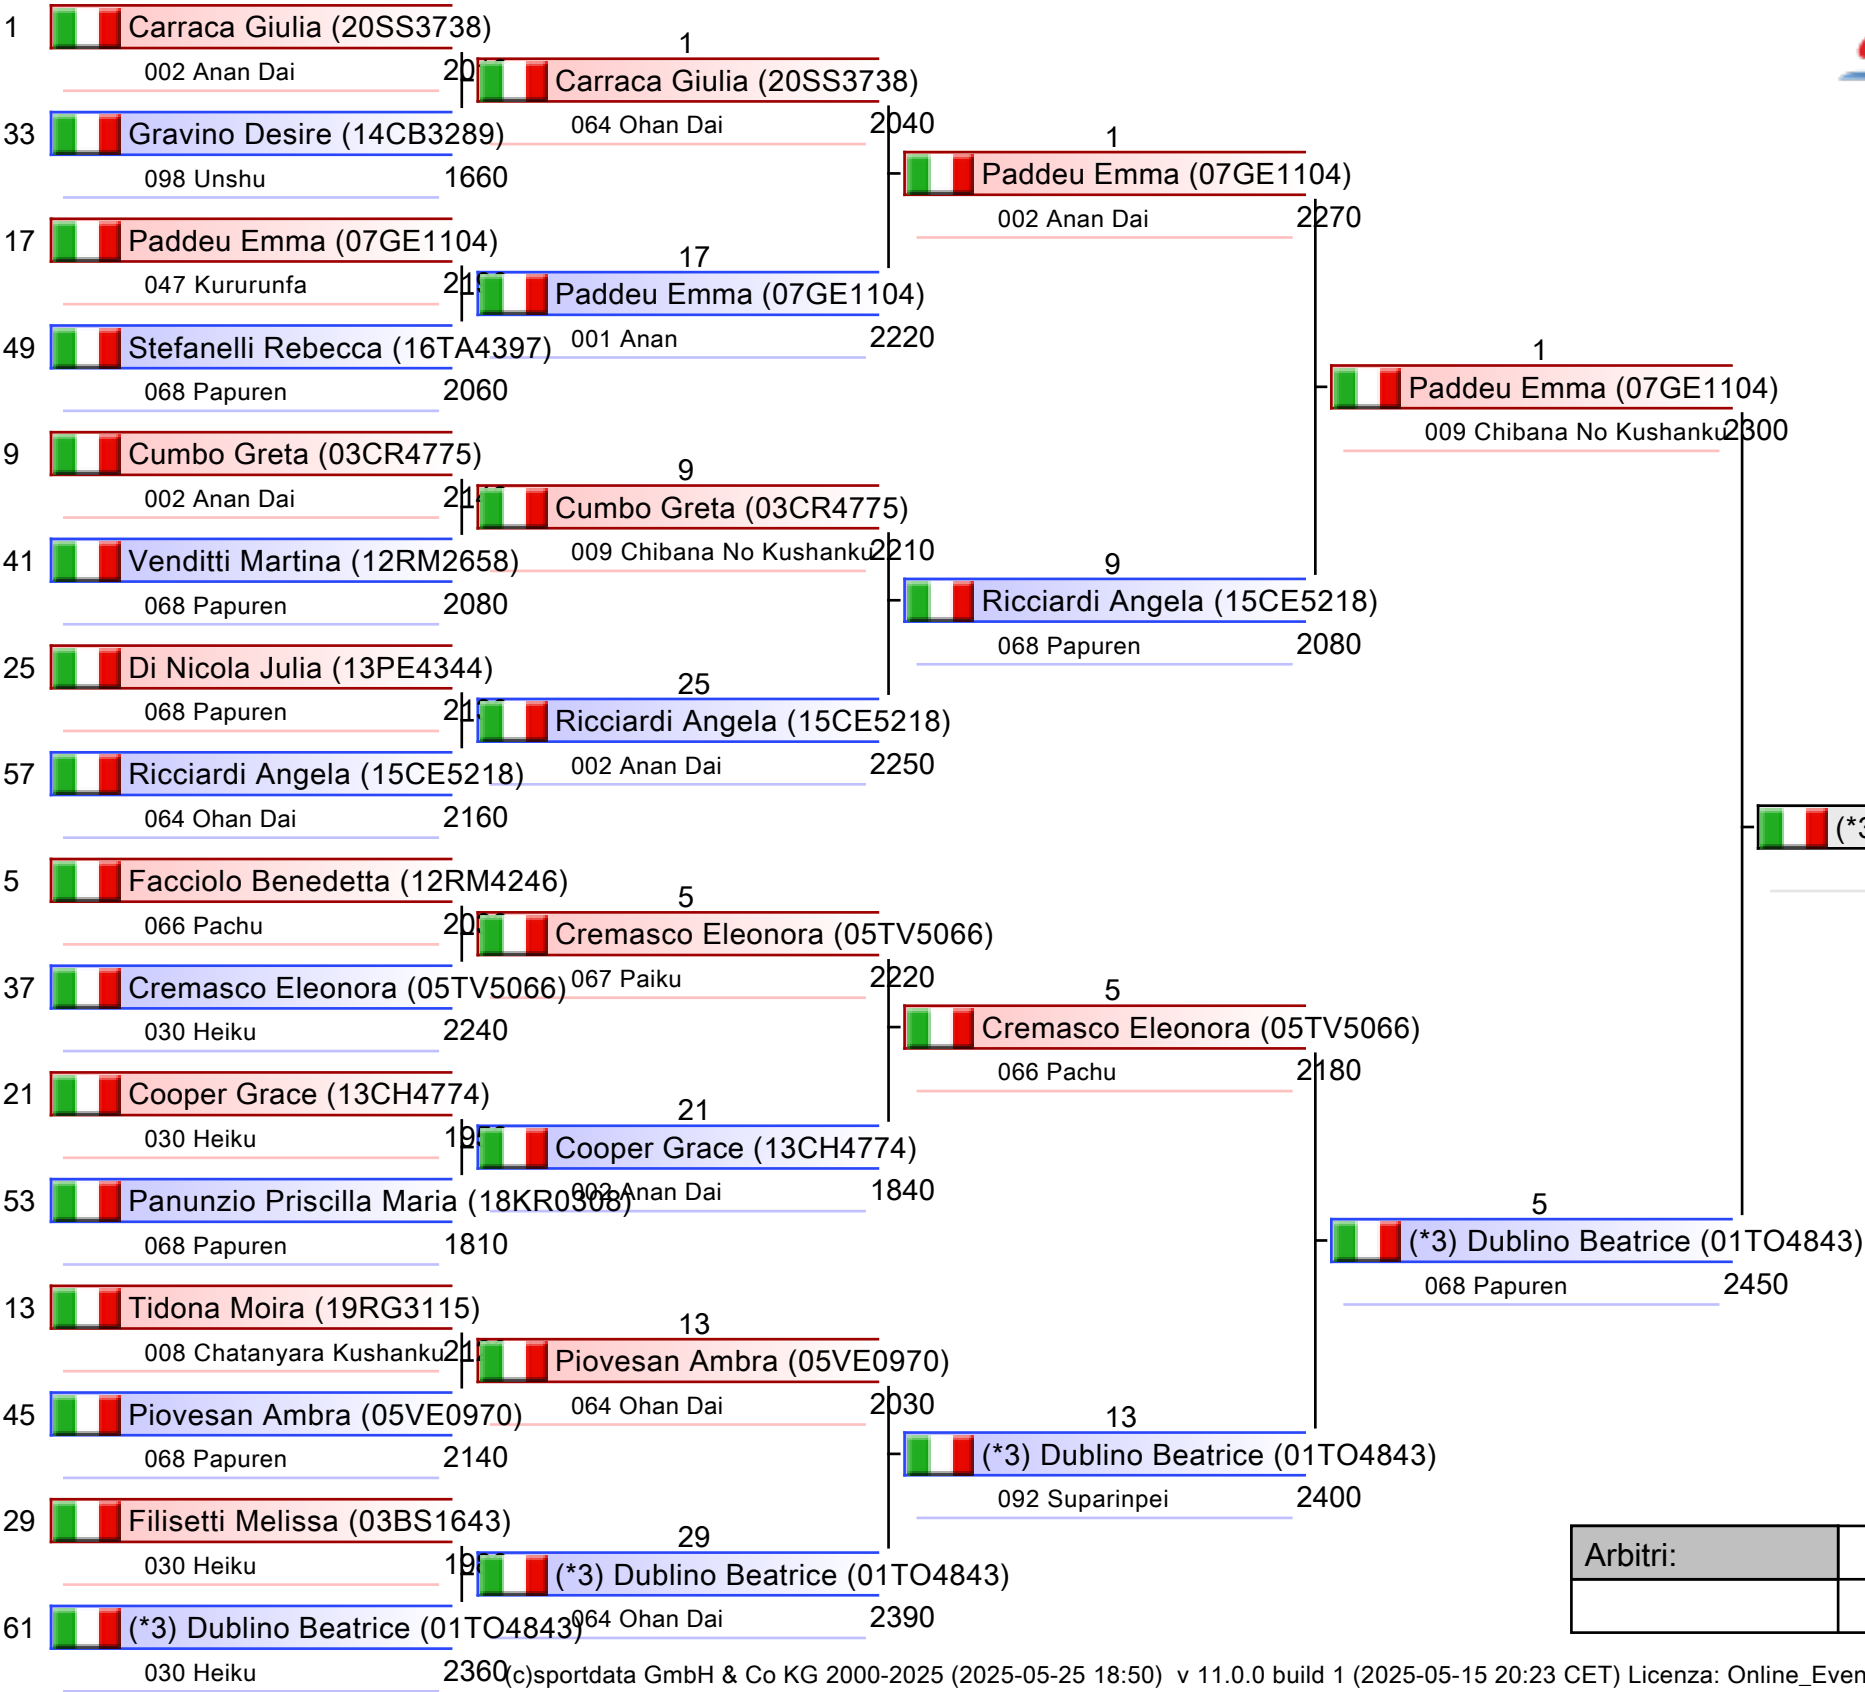 1 Carraca Giulia (20SS3738)
002 Anan Dai
33 Gravino Desire (14CB3289)
098 Unshu 1660
17 Paddeu Emma (07GE1104)
047 Kururunfa
49 Stefanelli Rebecca (16TA4397)
068 Papuren 2060
9 Cumbo Greta (03CR4775)
002 Anan Dai
41 Venditti Martina (12RM2658)
068 Papuren 2080
25 Di Nicola Julia (13PE4344)
068 Papuren
57 Ricciardi Angela (15CE5218)
064 Ohan Dai 2160
5 Facciolo Benedetta (12RM4246)
066 Pachu
37 Cremasco Eleonora (05TV5066)
030 Heiku 2240
21 Cooper Grace (13CH4774)
030 Heiku
53 Panunzio Priscilla Maria (18KR0308)
068 Papuren 1810
13 Tidona Moira (19RG3115)
008 Chatanyara Kushanku
45 Piovesan Ambra (05VE0970)
068 Papuren 2140
29 Filisetti Melissa (03BS1643)
030 Heiku
61 (*3) Dublino Beatrice (01TO4843)
030 Heiku 2360
1
Carraca Giulia (20SS3738)
064 Ohan Dai 2040
17
Paddeu Emma (07GE1104)
001 Anan 2220
9
Cumbo Greta (03CR4775)
009 Chibana No Kushanku 2210
25
Ricciardi Angela (15CE5218)
002 Anan Dai 2250
5
Cremasco Eleonora (05TV5066)
067 Paiku 2220
21
Cooper Grace (13CH4774)
002 Anan Dai 1840
13
Piovesan Ambra (05VE0970)
064 Ohan Dai 2030
29
(*3) Dublino Beatrice (01TO4843)
064 Ohan Dai 2390
1
Paddeu Emma (07GE1104)
002 Anan Dai 2270
9
Ricciardi Angela (15CE5218)
068 Papuren 2080
5
Cremasco Eleonora (05TV5066)
066 Pachu 2180
13
(*3) Dublino Beatrice (01TO4843)
092 Suparinpei 2400
1
Paddeu Emma (07GE1104)
009 Chibana No Kushanku 2300
5
(*3) Dublino Beatrice (01TO4843)
068 Papuren 2450
(*3
Arbitri:
(c)sportdata GmbH & Co KG 2000-2025 (2025-05-25 18:50) v 11.0.0 build 1 (2025-05-15 20:23 CET) Licenza: Online_Even